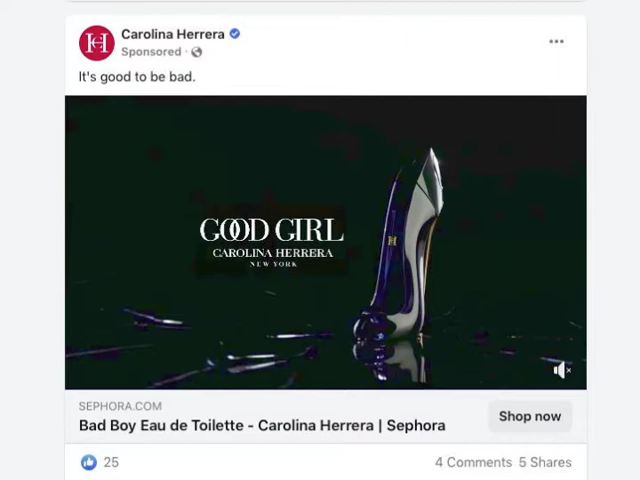 Carolina Herrera
Sponsored ·
It's good to be bad.
GOOD GIRL
CAROLINA HERRERA
NEW YORK
SEPHORA.COM
Bad Boy Eau de Toilette - Carolina Herrera | Sephora
Shop now
25
4 Comments 5 Shares